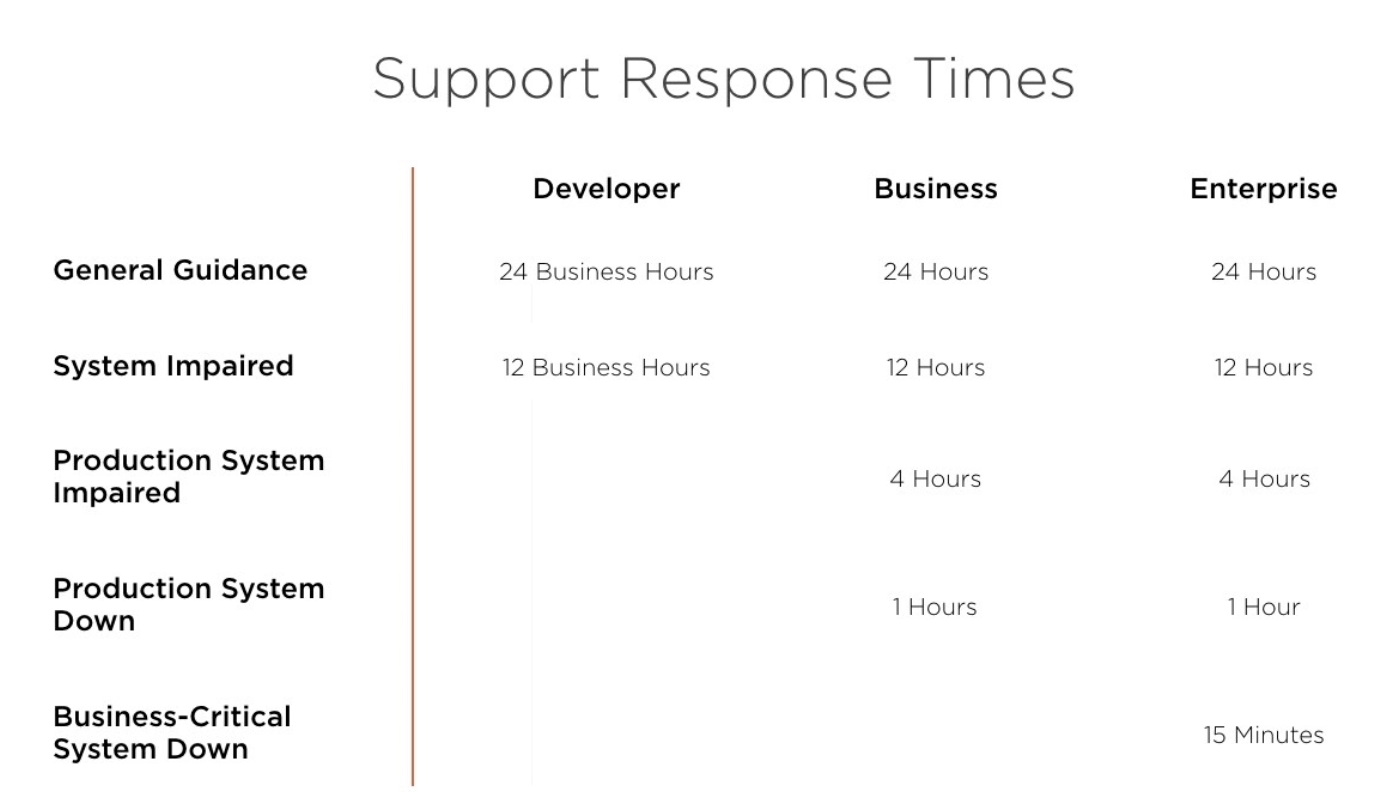 Support Response Times
Developer Business Enterprise
General Guidance 24 Business Hours 24 Hours 24 Hours
System Impaired 12 Business Hours 12 Hours 12 Hours
Production System
Impaired 4 Hours 4 Hours
Production System
Down 1 Hours 1 Hour
Business-Critical
System Down 15 Minutes